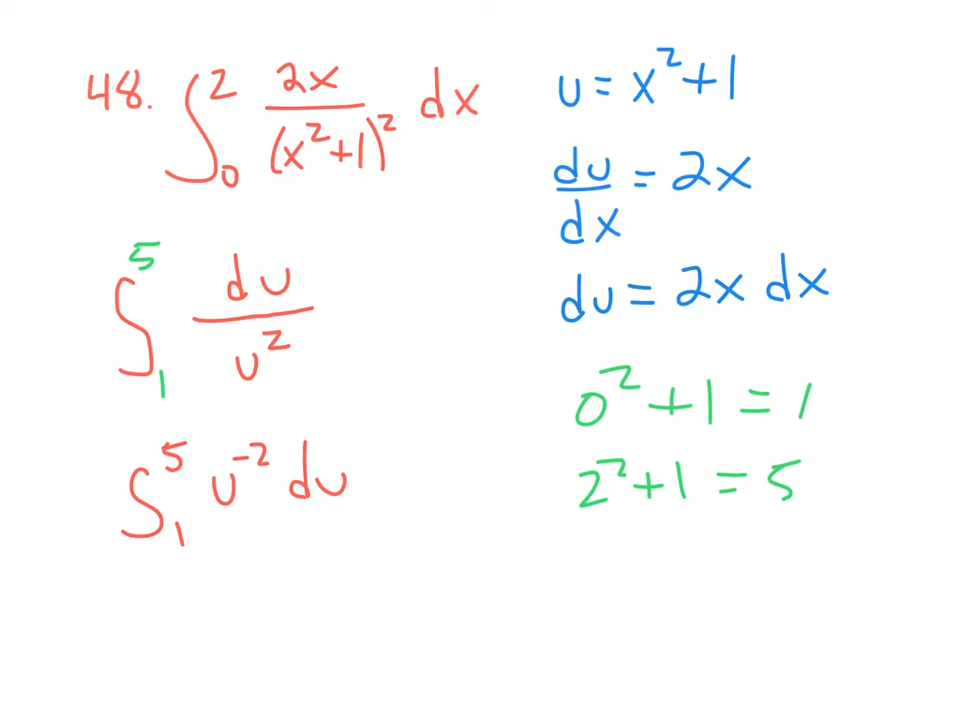 48. ∫₀² 2x/(x²+1)² dx
∫₁⁵ du/u²
∫₁⁵ u⁻² du
u = x²+1
du/dx = 2x
du = 2x dx
0²+1 = 1
2²+1 = 5